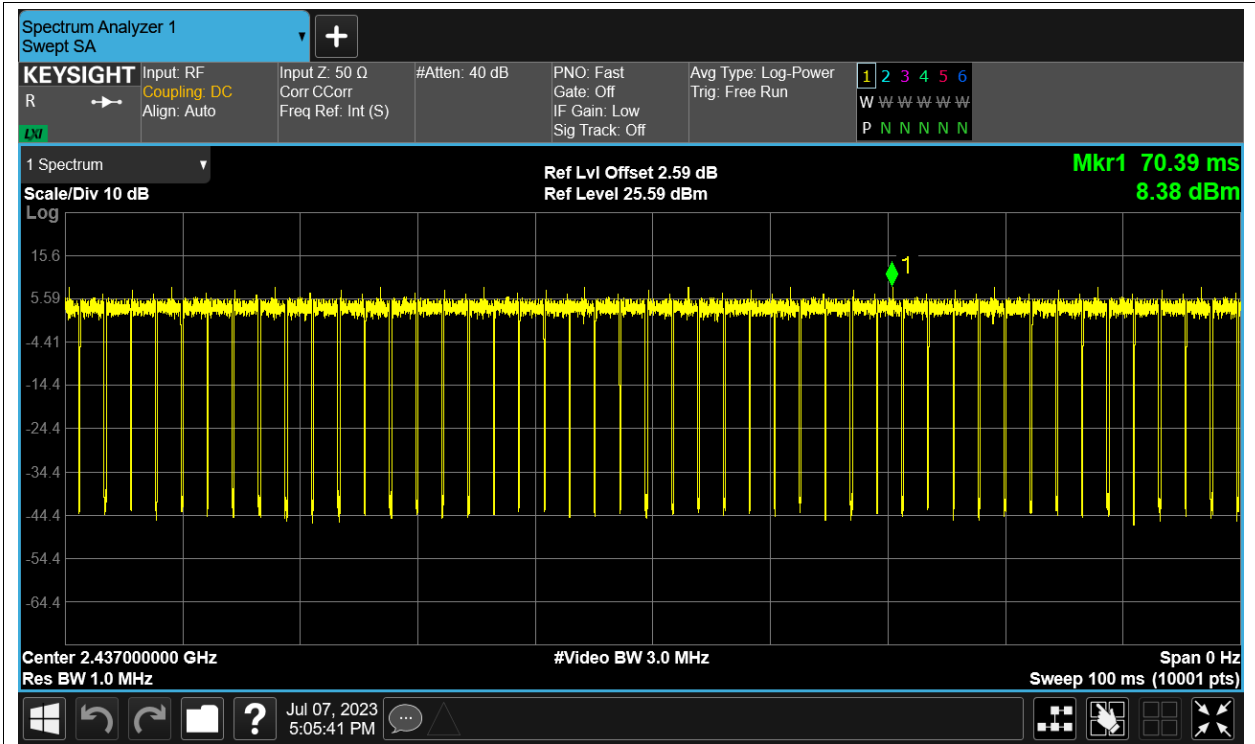 Spectrum Analyzer 1
Swept SA
+
KEYSIGHT
R
LXI
Input: RF
Coupling: DC
Align: Auto
Input Z: 50 Ω
Corr CCorr
Freq Ref: Int (S)
#Atten: 40 dB
PNO: Fast
Gate: Off
IF Gain: Low
Sig Track: Off
Avg Type: Log-Power
Trig: Free Run
1 2 3 4 5 6
W W W W W W
P N N N N N
1 Spectrum
Scale/Div 10 dB
Log
Ref Lvl Offset 2.59 dB
Ref Level 25.59 dBm
Mkr1 70.39 ms
8.38 dBm
15.6
5.59
-4.41
-14.4
-24.4
-34.4
-44.4
-54.4
-64.4
1
Center 2.437000000 GHz
Res BW 1.0 MHz
#Video BW 3.0 MHz
Span 0 Hz
Sweep 100 ms (10001 pts)
?
Jul 07, 2023
5:05:41 PM